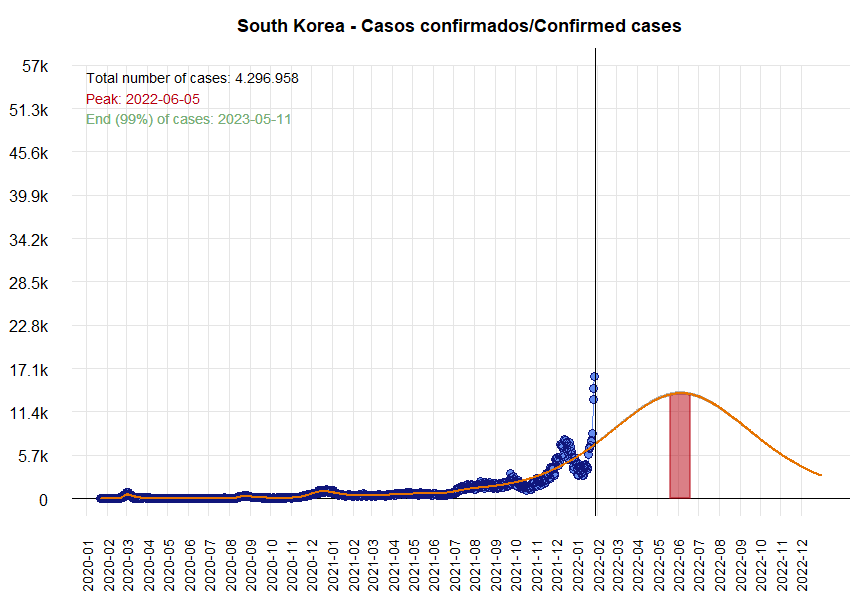 South Korea - Casos confirmados/Confirmed cases
57k
Total number of cases: 4.296.958
Peak: 2022-06-05
51.3k
End (99%) of cases: 2023-05-11
45.6k
39.9k
34.2k
28.5k
22.8k
17.1k
11.4k
5.7k
0
2020-01
2020-02
2020-03
2020-04
2020-05
2020-06
2020-07
2020-08
2020-09
2020-10
2020-11
2020-12
2021-01
2021-02
2021-03
2021-04
2021-05
2021-06
2021-07
2021-08
2021-09
2021-10
2021-11
2021-12
2022-01
2022-02
2022-03
2022-04
2022-05
2022-06
2022-07
2022-08
2022-09
2022-10
2022-11
2022-12